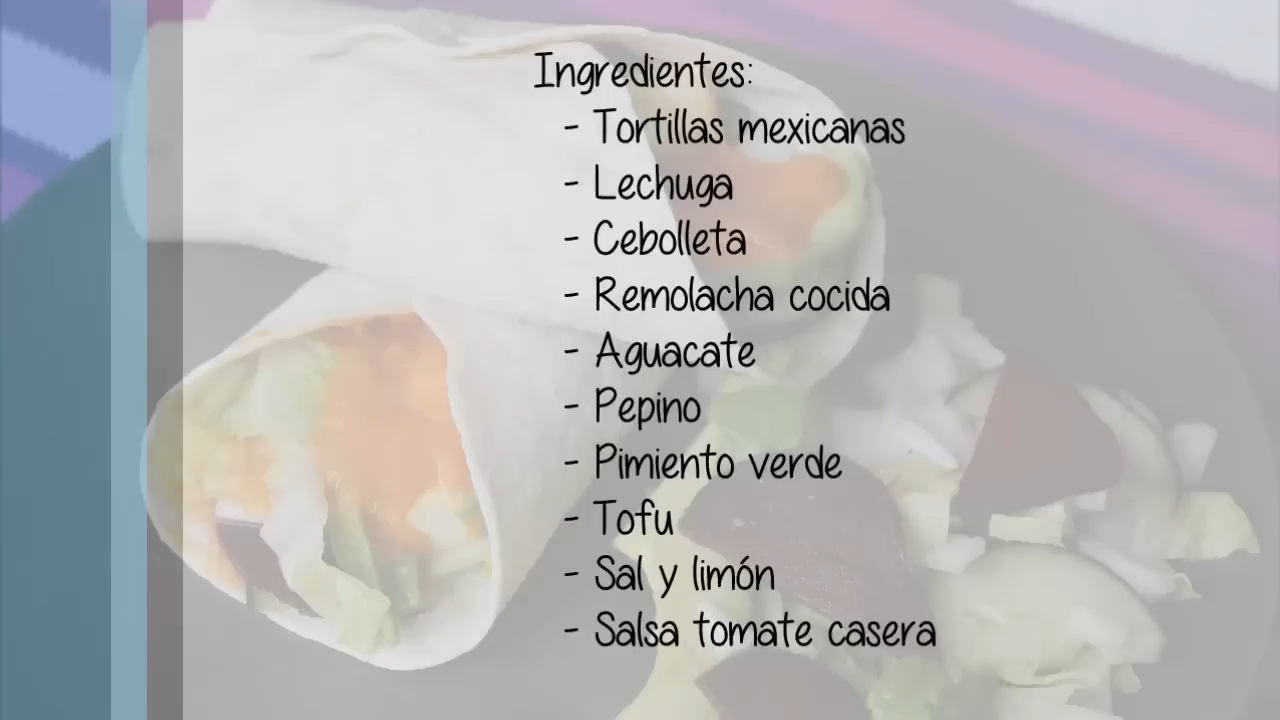 Ingredientes:
- Tortillas mexicanas
- Lechuga
- Cebolleta
- Remolacha cocida
- Aguacate
- Pepino
- Pimiento verde
- Tofu
- Sal y limón
- Salsa tomate casera